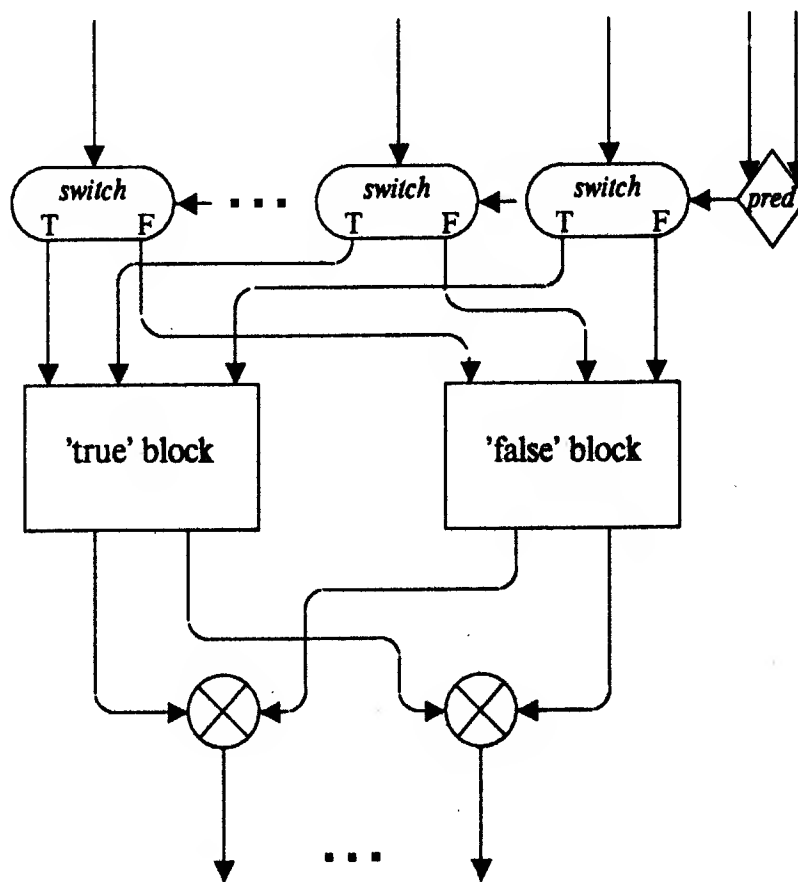 switch
T F
switch
T F
switch
T F
pred
'true' block
'false' block